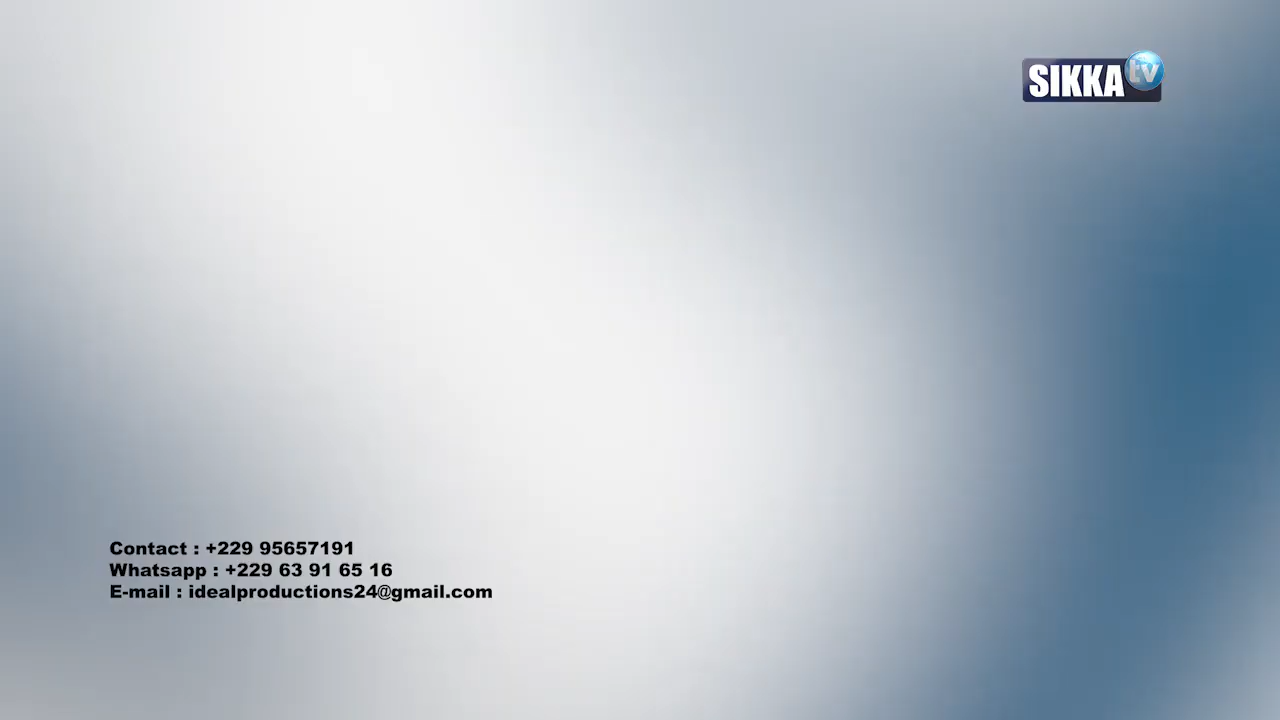 SIKKA tv
Contact : +229 95657191
Whatsapp : +229 63 91 65 16
E-mail : idealproductions24@gmail.com